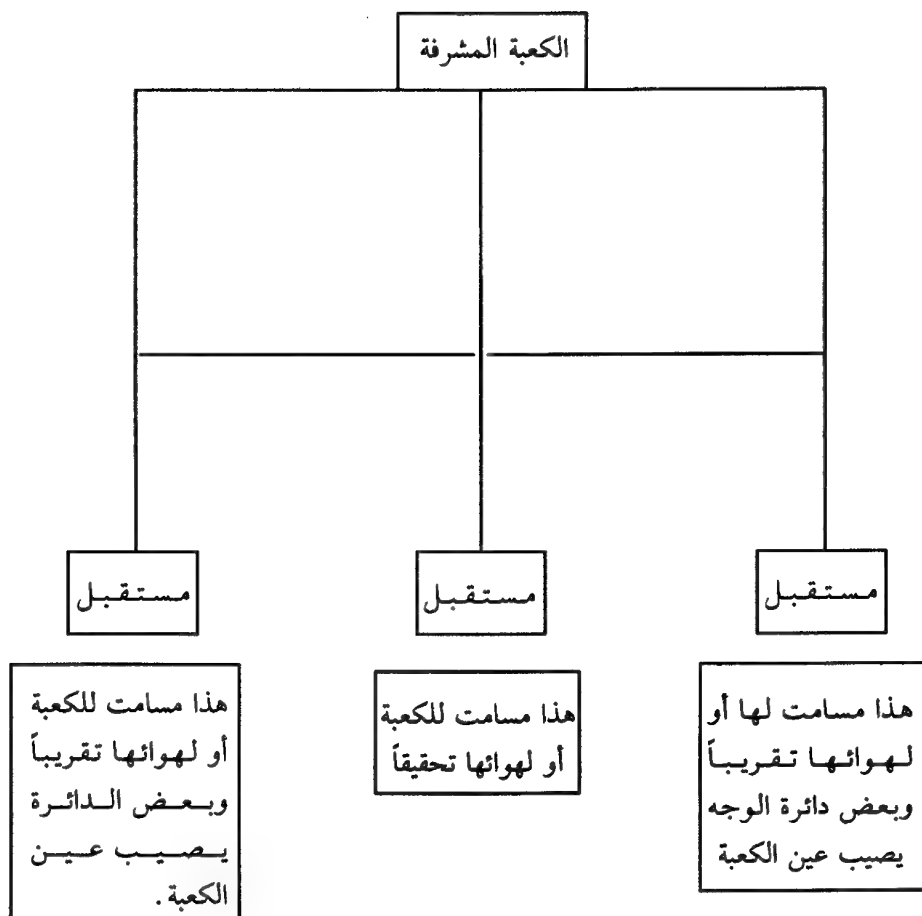 الكعبة المشرفة
مستقبل
مستقبل
مستقبل
هذا مسامت لها أو
لهوائها تقريباً
وبعض دائرة الوجه
يصيب عين الكعبة
هذا مسامت للكعبة
أو لهوائها تحقيقاً
هذا مسامت للكعبة
أو لهوائها تقريباً
وبعض الدائرة
يصيب عين
الكعبة.